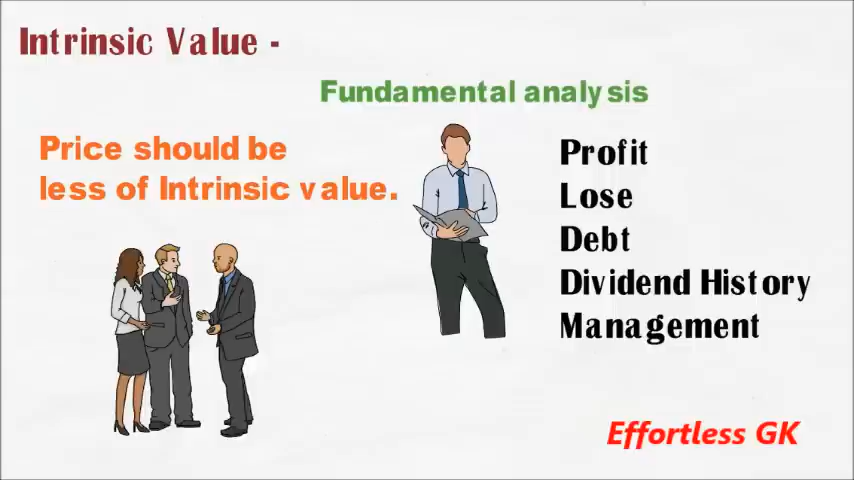 Intrinsic Value -
Fundamental analysis
Price should be
less of Intrinsic value.
Profit
Lose
Debt
Dividend History
Management
Effortless GK